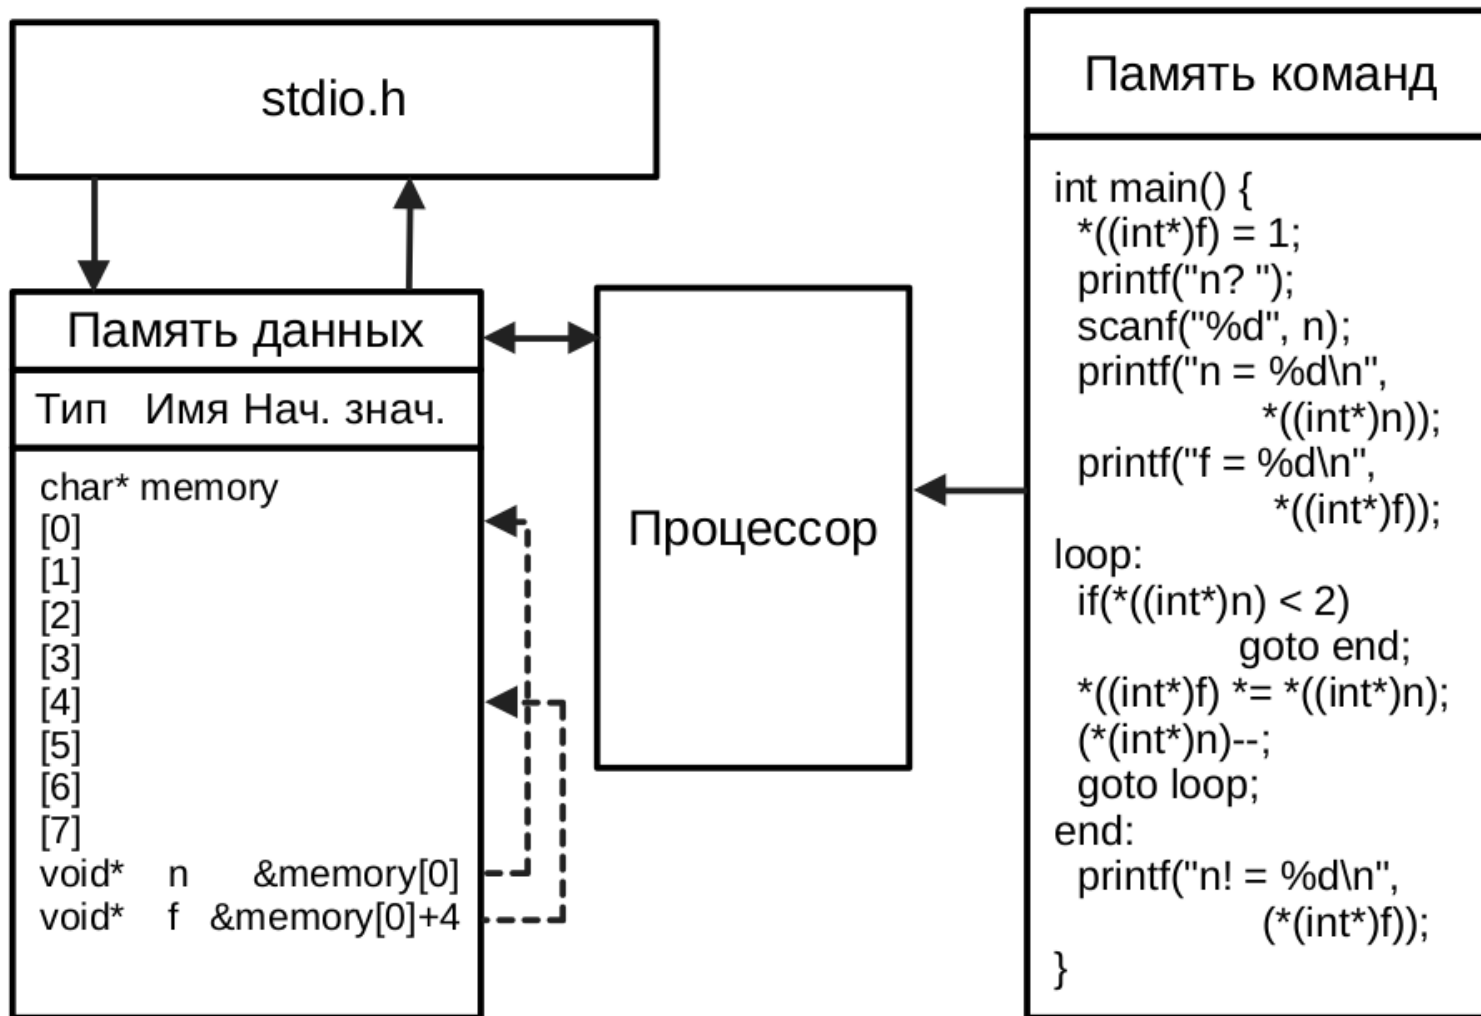 stdio.h
Память данных
Тип Имя Нач. знач.
char* memory
[0]
[1]
[2]
[3]
[4]
[5]
[6]
[7]
void* n &memory[0]
void* f &memory[0]+4
Процессор
Память команд
int main() {
*((int*)f) = 1;
printf("n? ");
scanf("%d", n);
printf("n = %d\n",
*((int*)n));
printf("f = %d\n",
*((int*)f));
loop:
if(*((int*)n) < 2)
goto end;
*((int*)f) *= *((int*)n);
(*(int*)n)--;
goto loop;
end:
printf("n! = %d\n",
(*(int*)f));
}